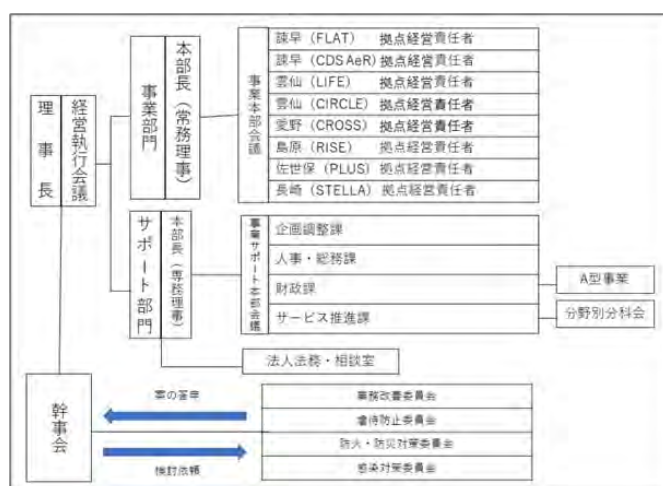 理事長
経営執行会議
事業部門
本部長（常務理事）
事業本部会議
諫早（FLAT） 拠点経営責任者
諫早（CDS AeR）拠点経営責任者
雲仙（LIFE） 拠点経営責任者
雲仙（CIRCLE）拠点経営責任者
愛野（CROSS） 拠点経営責任者
島原（RISE） 拠点経営責任者
佐世保（PLUS） 拠点経営責任者
長崎（STELLA）拠点経営責任者
サポート部門
本部長（専務理事）
事業サポート本部会議
企画調整課
人事・総務課
財政課
サービス推進課
A型事業
分野別分科会
法人法務・相談室
幹事会
案の答申
検討依頼
業務改善委員会
虐待防止委員会
防火・防災対策委員会
感染対策委員会